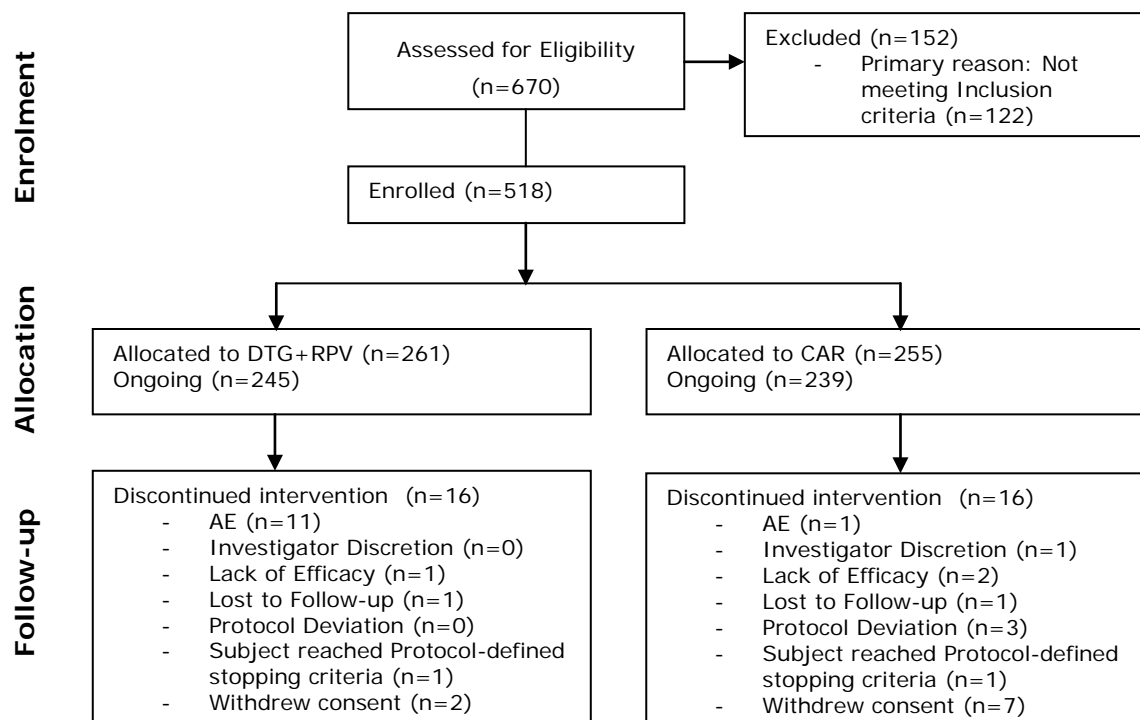 Enrolment
Assessed for Eligibility
(n=670)
Excluded (n=152)
- Primary reason: Not
meeting Inclusion
criteria (n=122)
Enrolled (n=518)
Allocation
Allocated to DTG+RPV (n=261)
Ongoing (n=245)
Allocated to CAR (n=255)
Ongoing (n=239)
Follow-up
Discontinued intervention (n=16)
- AE (n=11)
- Investigator Discretion (n=0)
- Lack of Efficacy (n=1)
- Lost to Follow-up (n=1)
- Protocol Deviation (n=0)
- Subject reached Protocol-defined
stopping criteria (n=1)
- Withdrew consent (n=2)
Discontinued intervention (n=16)
- AE (n=1)
- Investigator Discretion (n=1)
- Lack of Efficacy (n=2)
- Lost to Follow-up (n=1)
- Protocol Deviation (n=3)
- Subject reached Protocol-defined
stopping criteria (n=1)
- Withdrew consent (n=7)